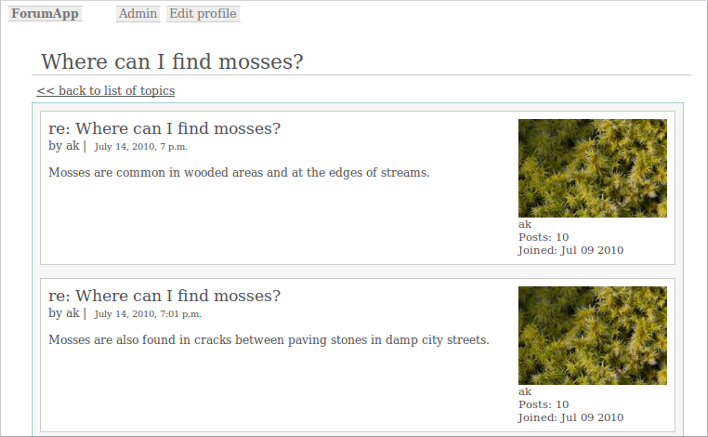 ForumApp Admin Edit profile
Where can I find mosses?
<< back to list of topics
re: Where can I find mosses?
by ak | July 14, 2010, 7 p.m.
Mosses are common in wooded areas and at the edges of streams.
ak
Posts: 10
Joined: Jul 09 2010
re: Where can I find mosses?
by ak | July 14, 2010, 7:01 p.m.
Mosses are also found in cracks between paving stones in damp city streets.
ak
Posts: 10
Joined: Jul 09 2010